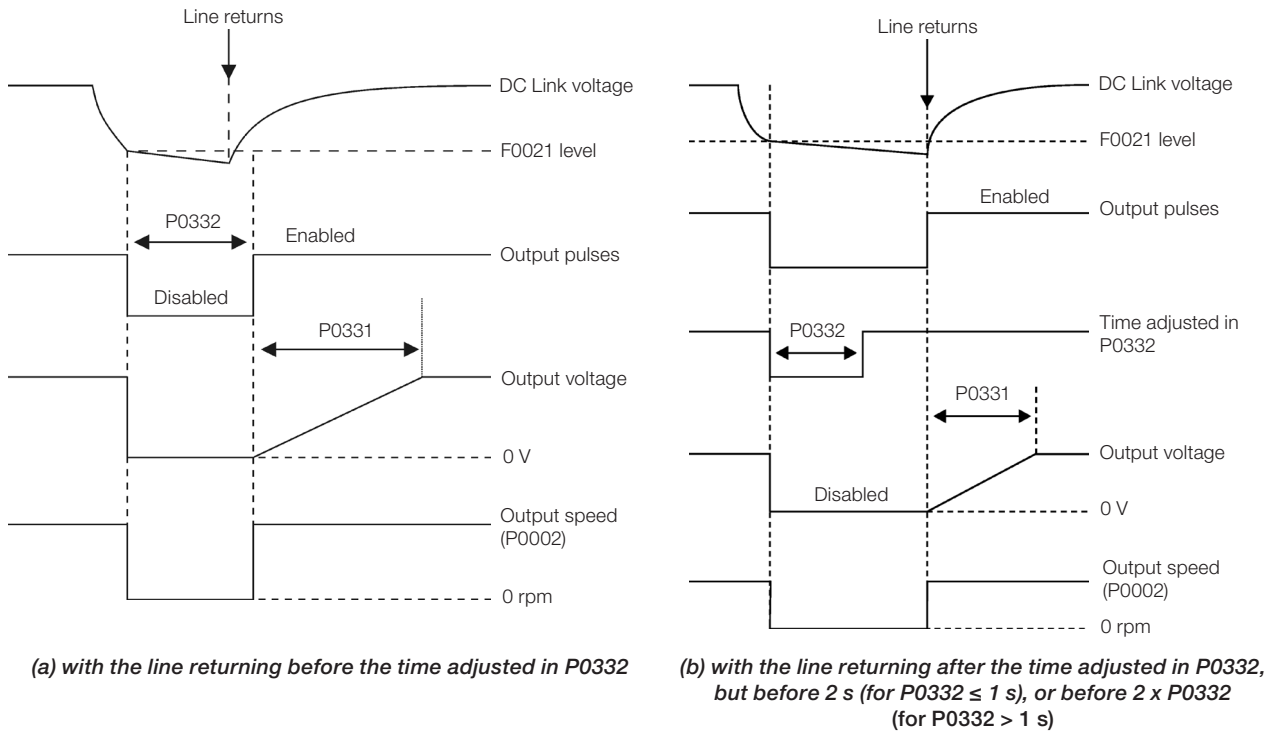 Line returns
DC Link voltage
F0021 level
P0332
Enabled
Output pulses
Disabled
P0331
Output voltage
0 V
Output speed
(P0002)
0 rpm
(a) with the line returning before the time adjusted in P0332
Line returns
DC Link voltage
F0021 level
Enabled
Output pulses
P0332
Time adjusted in
P0332
P0331
Output voltage
Disabled
0 V
Output speed
(P0002)
0 rpm
(b) with the line returning after the time adjusted in P0332,
but before 2 s (for P0332 ≤ 1 s), or before 2 x P0332
(for P0332 > 1 s)